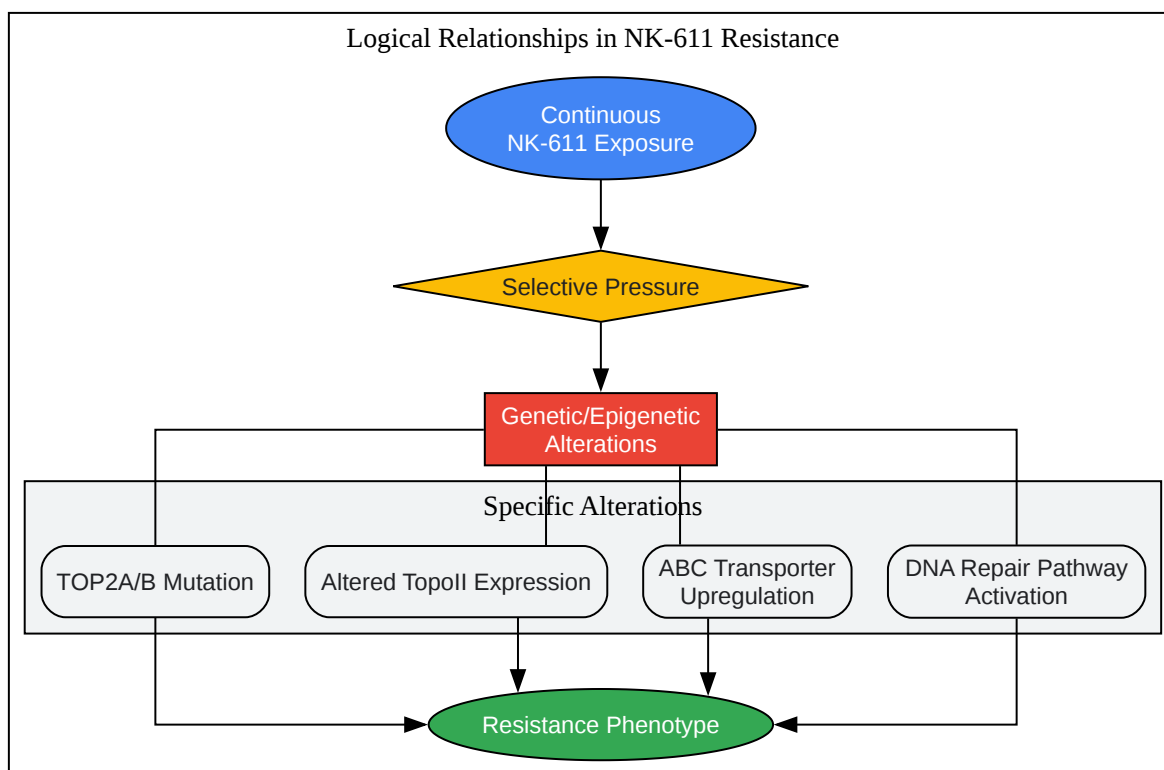 Logical Relationships in NK-611 Resistance
Continuous
NK-611 Exposure
Selective Pressure
Genetic/Epigenetic
Alterations
Specific Alterations
TOP2A/B Mutation
Altered TopoII Expression
ABC Transporter
Upregulation
DNA Repair Pathway
Activation
Resistance Phenotype